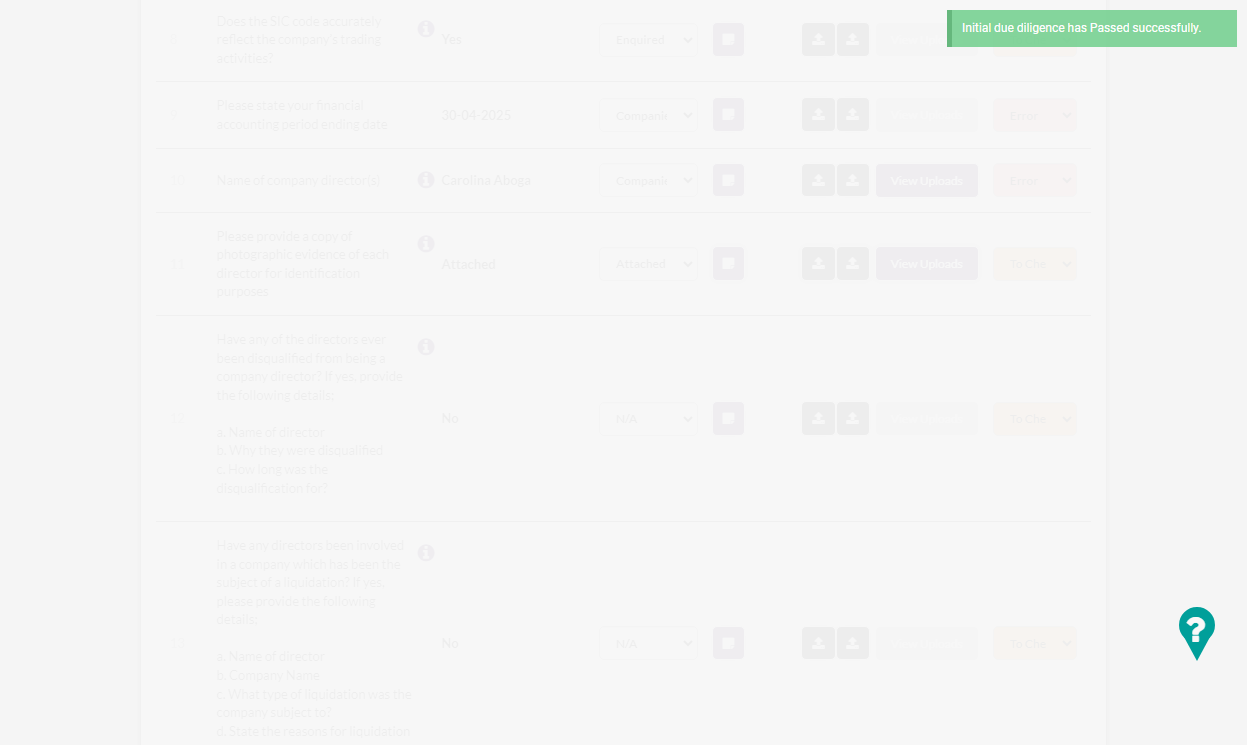 Initial due diligence has Passed successfully.
Does the SIC code accurately
reflect the company's trading
activities?
Yes
Enquired
Please state your financial
accounting period ending date
30-04-2025
Compani
Error
Name of company director(s)
Carolina Aboga
Compani
View Uploads
Error
Please provide a copy of
photographic evidence of each
director for identification
purposes
Attached
Attached
View Uploads
To Che
Have any of the directors ever
been disqualified from being a
company director? If yes, provide
the following details:
a. Name of director
b. Why they were disqualified
c. How long was the
disqualification for?
No
N/A
View Uploads
To Che
Have any directors been involved
in a company which has been the
subject of a liquidation? If yes,
please provide the following
details:
a. Name of director
b. Company Name
c. What type of liquidation was the
company subject to?
d. State the reasons for liquidation
No
N/A
View Uploads
To Che